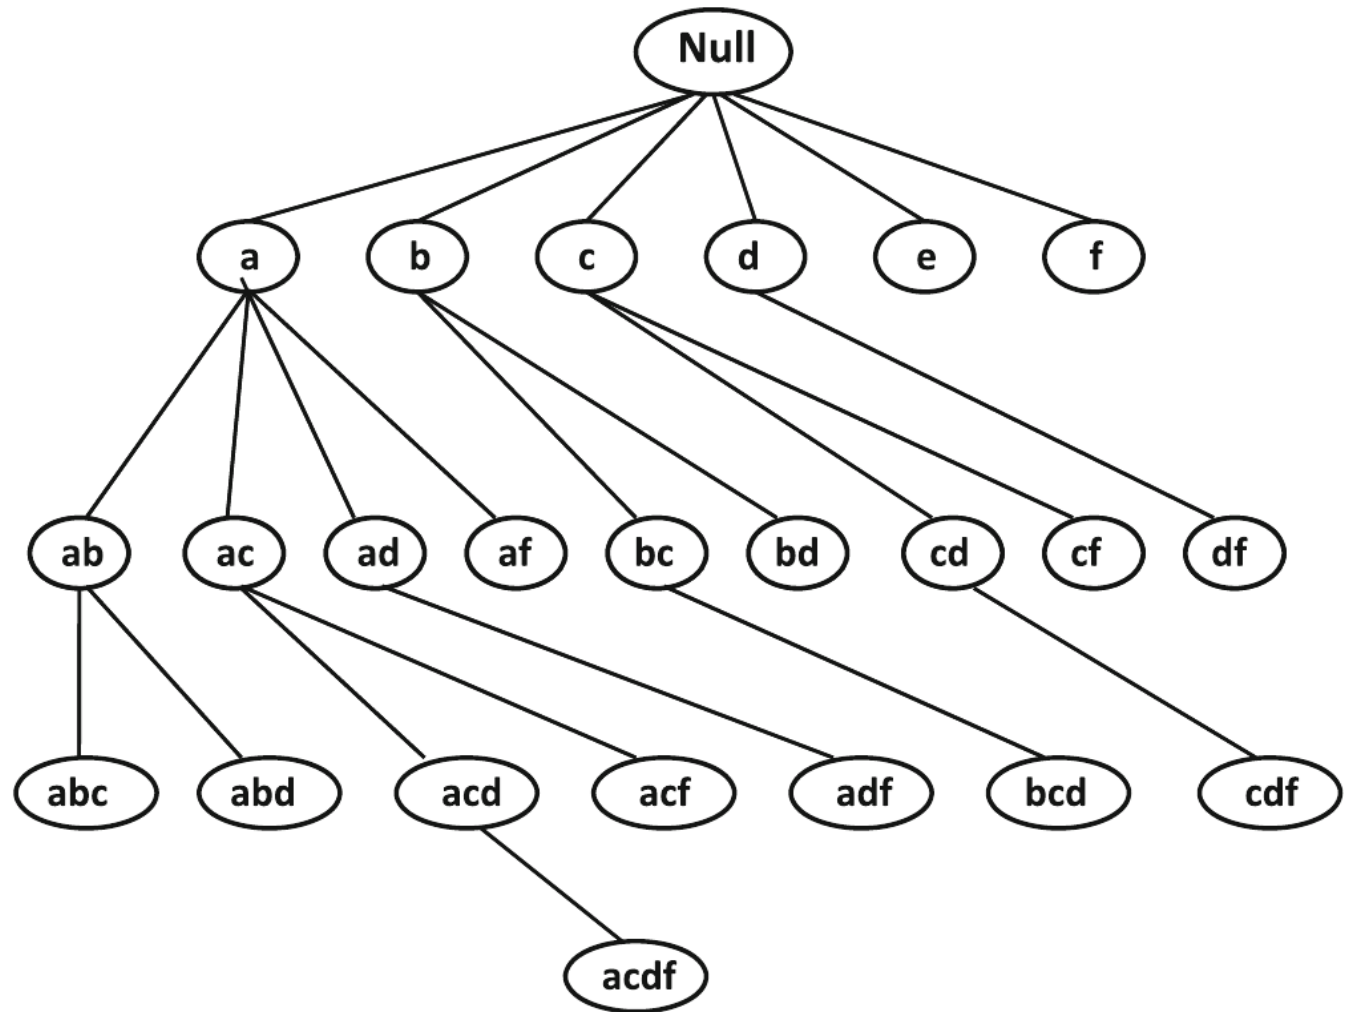 Null
a b c d e f
ab ac ad af bc bd cd cf df
abc abd acd acf adf bcd cdf
acdf